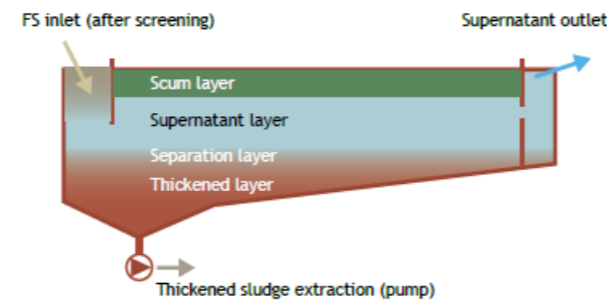 FS inlet (after screening)
Supernatant outlet
Scum layer
Supernatant layer
Separation layer
Thickened layer
Thickened sludge extraction (pump)